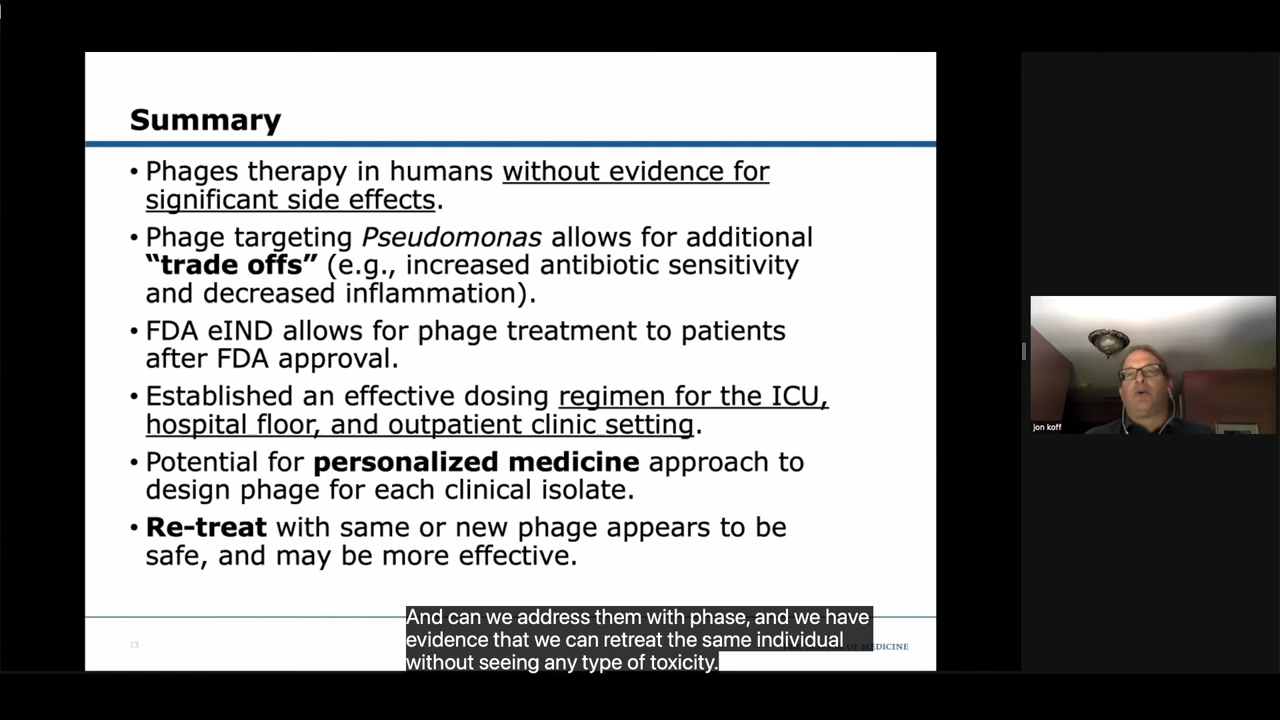 Summary
• Phages therapy in humans without evidence for
significant side effects.
• Phage targeting Pseudomonas allows for additional
“trade offs” (e.g., increased antibiotic sensitivity
and decreased inflammation).
• FDA eIND allows for phage treatment to patients
after FDA approval.
• Established an effective dosing regimen for the ICU,
hospital floor, and outpatient clinic setting.
• Potential for personalized medicine approach to
design phage for each clinical isolate.
• Re-treat with same or new phage appears to be
safe, and may be more effective.
And can we address them with phase, and we have
evidence that we can retreat the same individual
without seeing any type of toxicity.
13
MEDICINE
jon koff